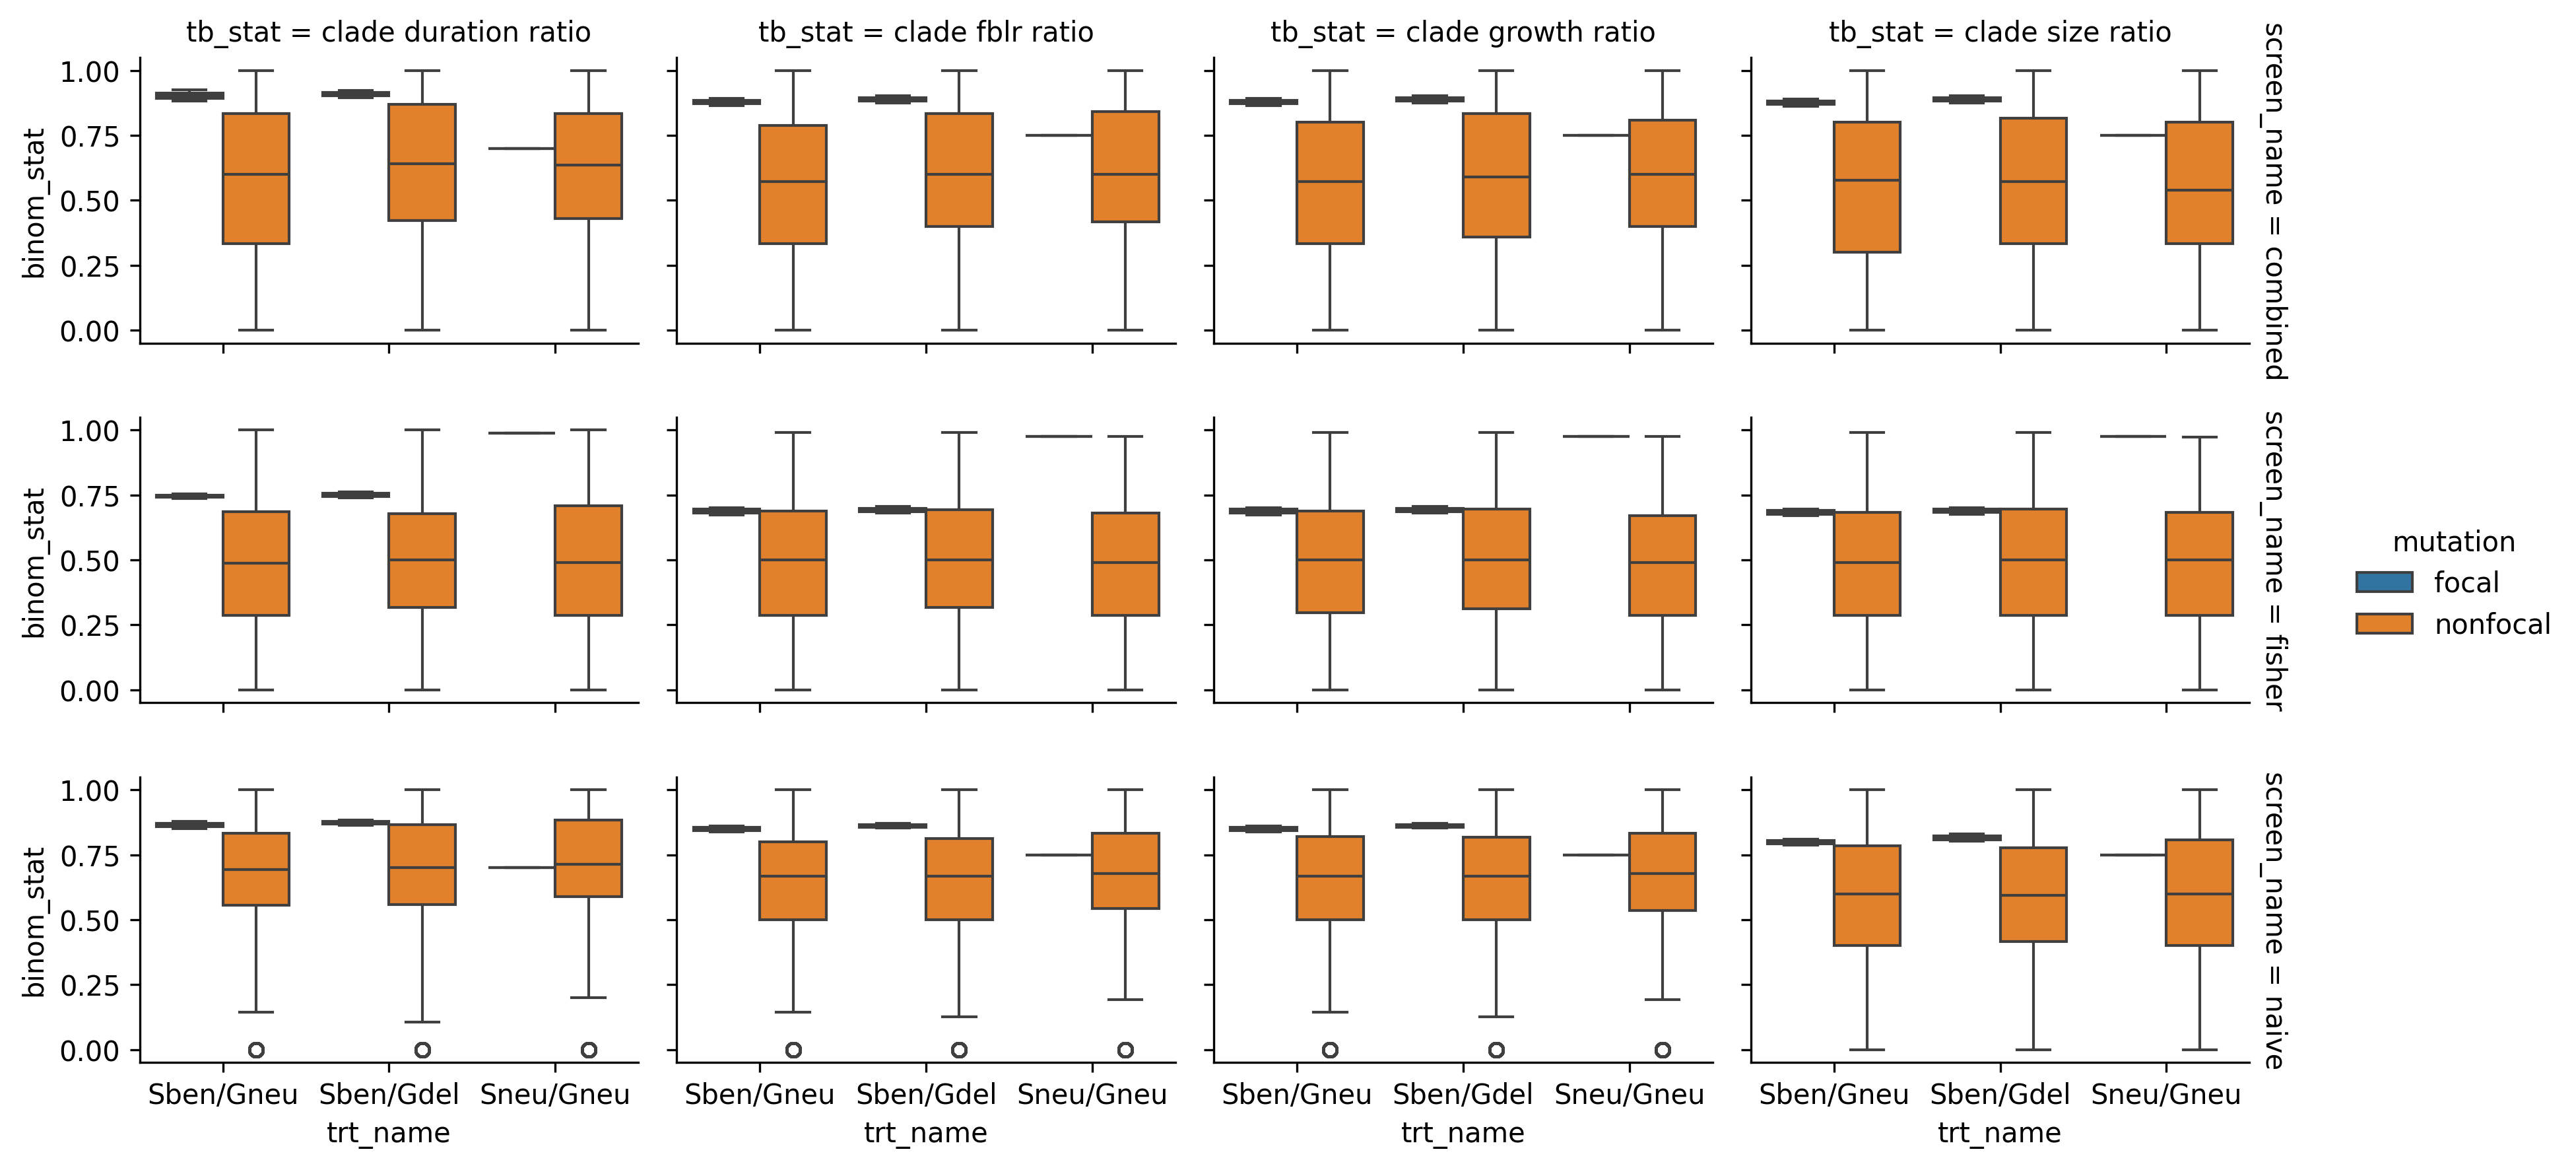 tb_stat = clade duration ratio
tb_stat = clade fblr ratio
tb_stat = clade growth ratio
tb_stat = clade size ratio
screen_name = combined
binom_stat
1.00
0.75
0.50
0.25
0.00
screen_name = fisher
binom_stat
1.00
0.75
0.50
0.25
0.00
mutation
focal
nonfocal
screen_name = naive
binom_stat
1.00
0.75
0.50
0.25
0.00
Sben/Gneu Sben/Gdel Sneu/Gneu
Sben/Gneu Sben/Gdel Sneu/Gneu
Sben/Gneu Sben/Gdel Sneu/Gneu
Sben/Gneu Sben/Gdel Sneu/Gneu
trt_name
trt_name
trt_name
trt_name